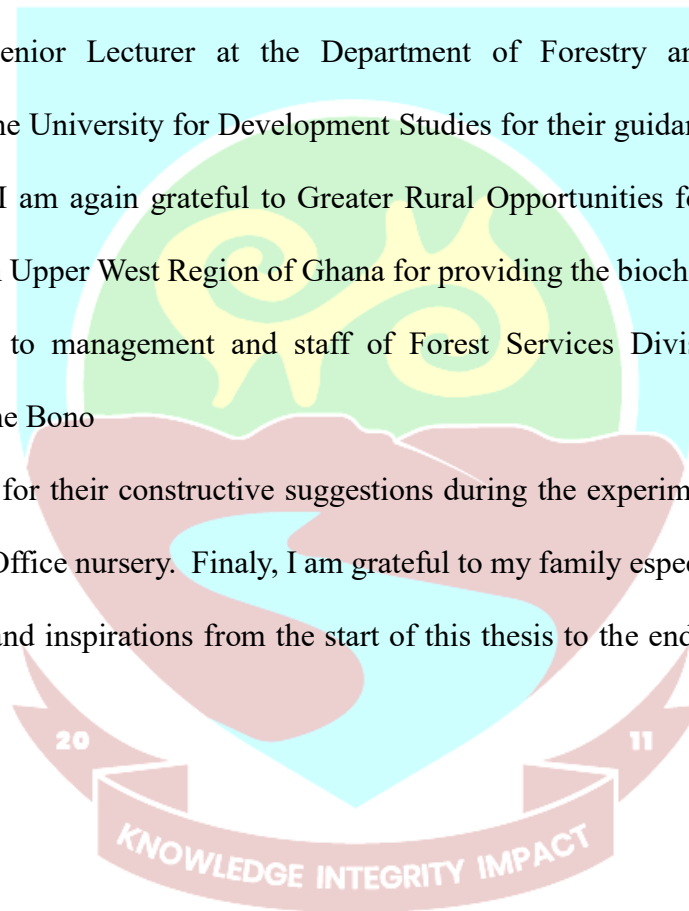 enior Lecturer at the Department of Forestry an
he University for Development Studies for their guidan
I am again grateful to Greater Rural Opportunities fo
Upper West Region of Ghana for providing the bioch
to management and staff of Forest Services Divis
ne Bono
for their constructive suggestions during the experim
Office nursery. Finaly, I am grateful to my family espec
and inspirations from the start of this thesis to the end
20 11
KNOWLEDGE INTEGRITY IMPACT